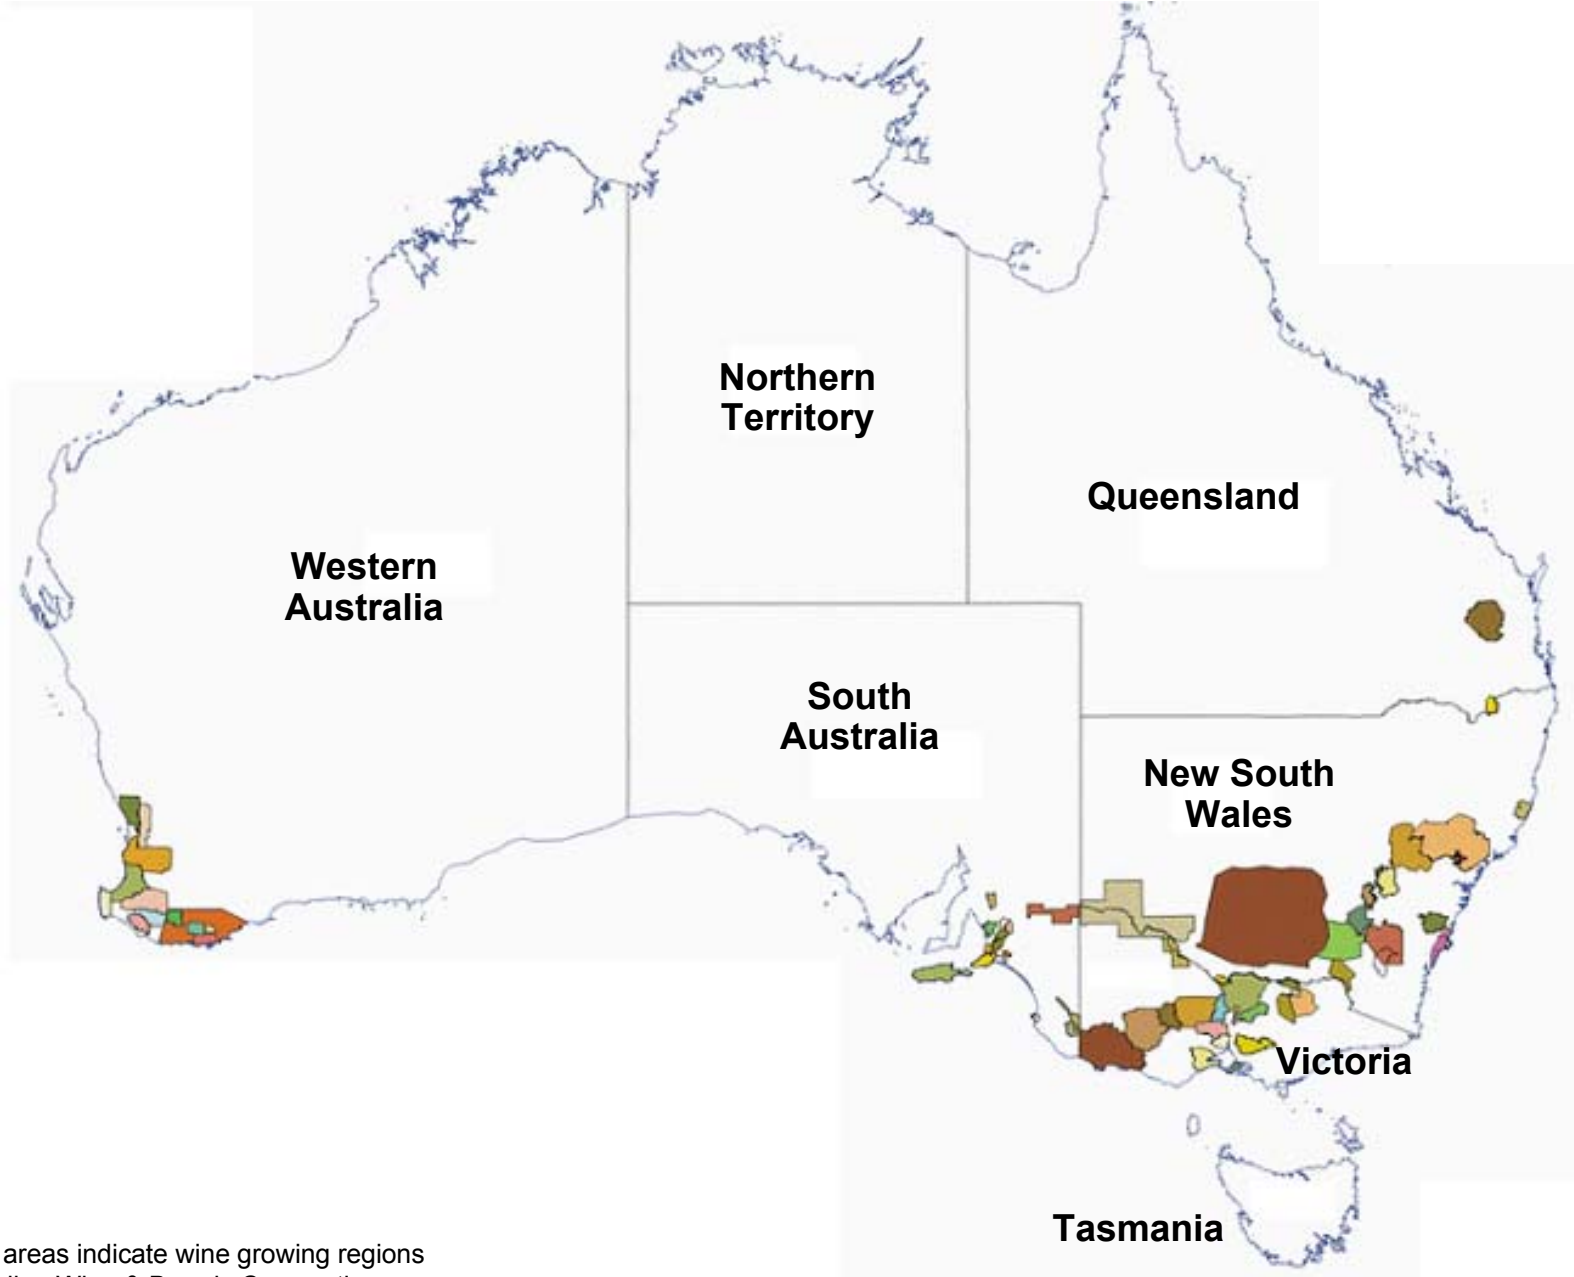 Northern
Territory
Queensland
Western
Australia
South
Australia
New South
Wales
Victoria
Tasmania
areas indicate wine growing regions